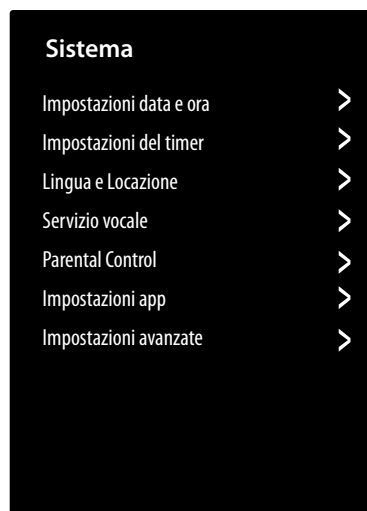 Sistema
Impostazioni data e ora >
Impostazioni del timer >
Lingua e Locazione >
Servizio vocale >
Parental Control >
Impostazioni app >
Impostazioni avanzate >